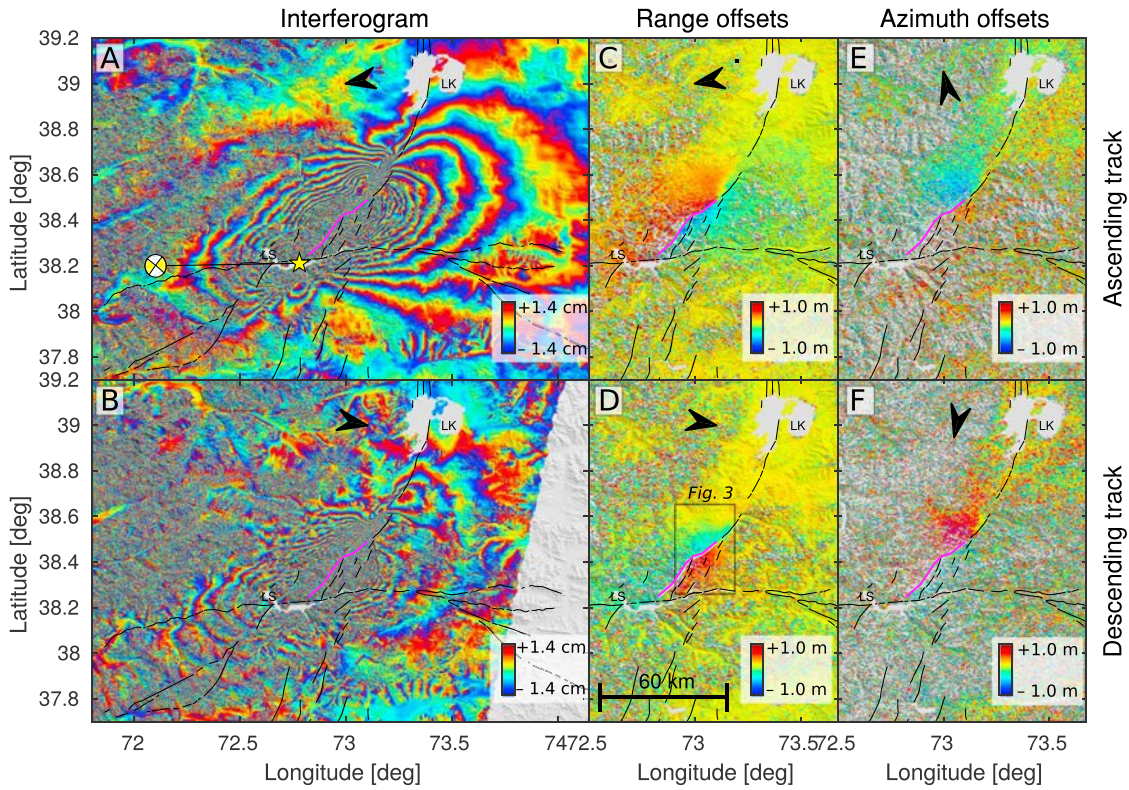 Interferogram
Range offsets
Azimuth offsets
39.2
39
38.8
38.6
38.4
38.2
38
37.8
Latitude [deg]
A
LK
LS
+1.4 cm
– 1.4 cm
C
LK
LS
+1.0 m
– 1.0 m
E
LK
LS
+1.0 m
– 1.0 m
Ascending track
39.2
39
38.8
38.6
38.4
38.2
38
37.8
Latitude [deg]
B
LK
LS
+1.4 cm
– 1.4 cm
D
LK
Fig. 3
LS
+1.0 m
– 1.0 m
60 km
F
LK
LS
+1.0 m
– 1.0 m
Descending track
72 72.5 73 73.5 74
72.5 73 73.5
72.5 73 73.5
Longitude [deg]
Longitude [deg]
Longitude [deg]